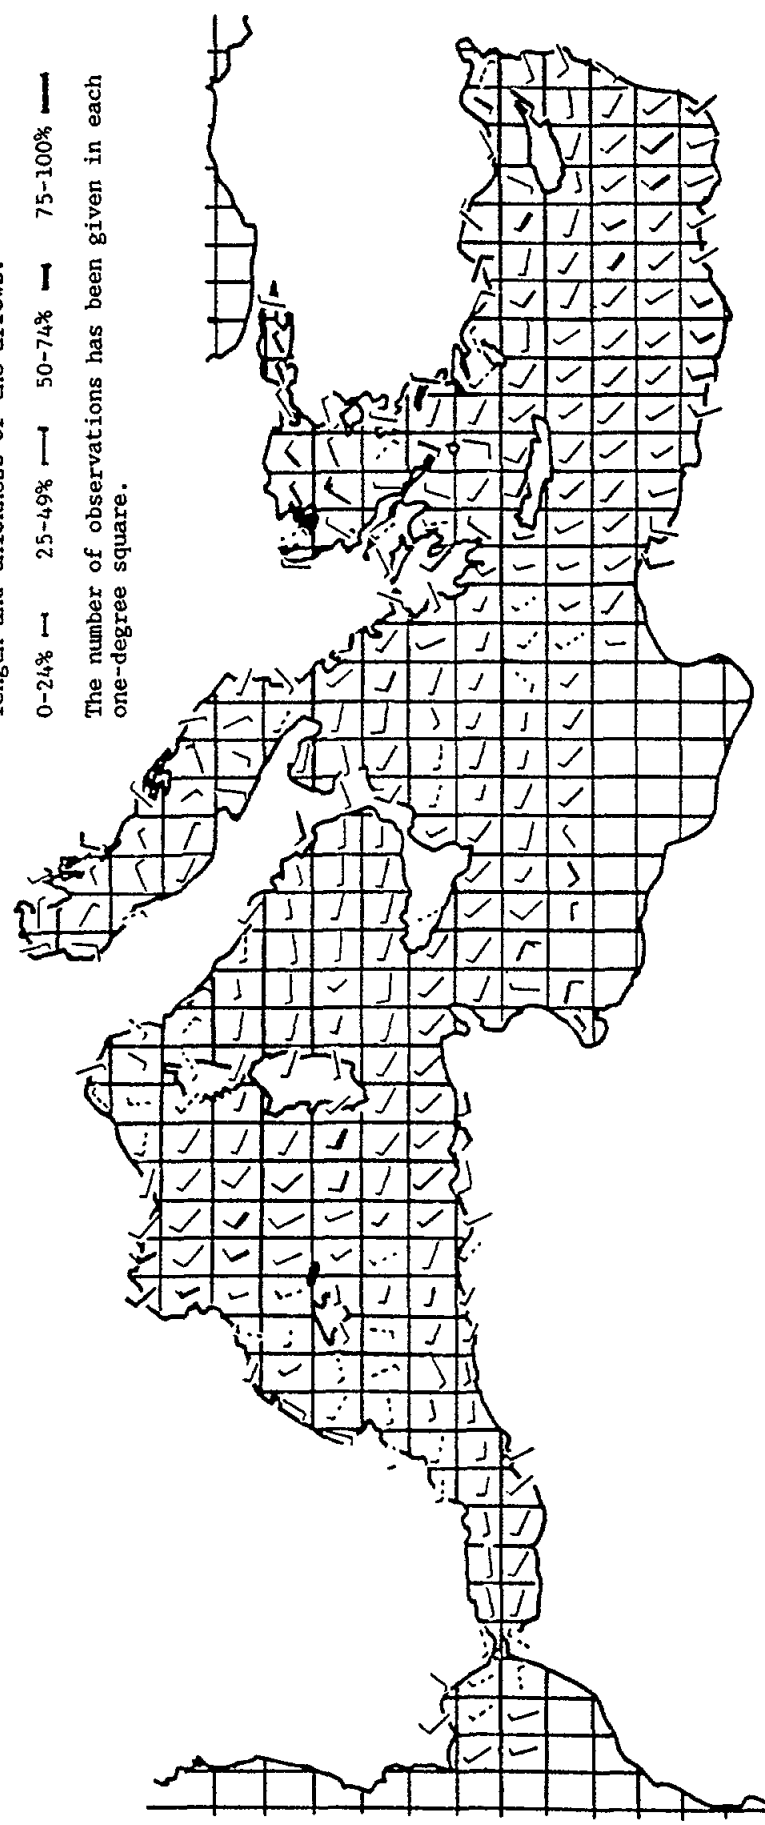 length and thickness of the arrows.
0-24% 25-49% 50-74% 75-100%
The number of observations has been given in each
one-degree square.